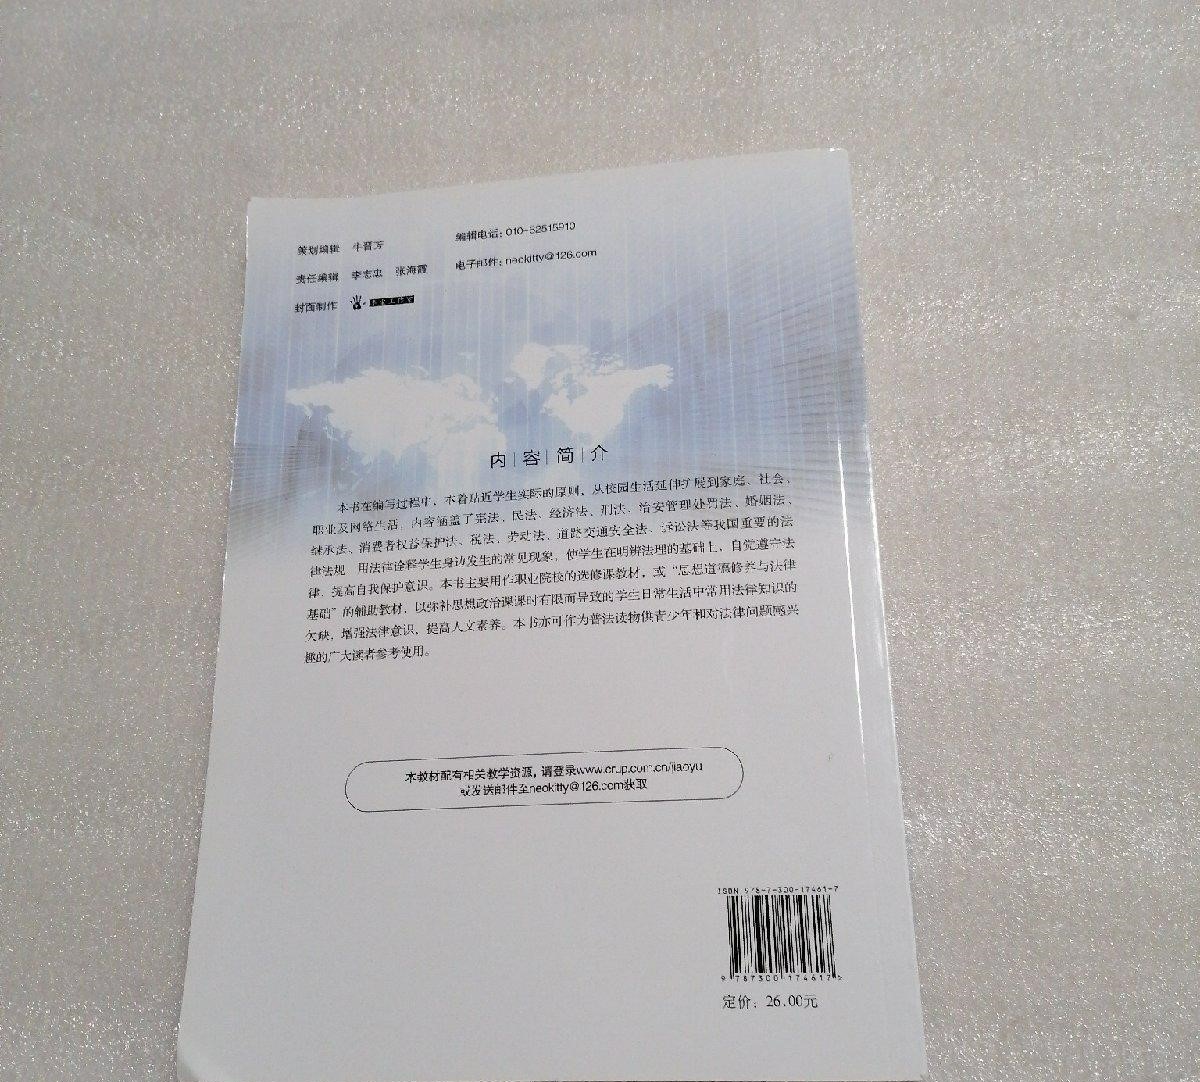 策划编辑 牛晋芳
编辑电话：010-62515910
责任编辑 李志忠 张海霞
电子邮件：neokitty@126.com
封面制作
内 容 简 介
本书在编写过程中，本着贴近学生实际的原则，从校园生活延伸扩展到家庭、社会、
职业及网络生活，内容涵盖了宪法、民法、经济法、刑法、治安管理处罚法、婚姻法、
继承法、消费者权益保护法、税法、劳动法、道路交通安全法、诉讼法等我国重要的法
律法规，用法律诠释学生身边发生的常见现象，使学生在明辨法理的基础上，自觉遵守法
律，提高自我保护意识。本书主要用作职业院校的选修课教材，或“思想道德修养与法律
基础”的辅助教材，以弥补思想政治课课时有限而导致的学生日常生活中常用法律知识的
欠缺，增强法律意识，提高人文素养。本书亦可作为普法读物供青少年和对法律问题感兴
趣的广大读者参考使用。
本教材配有相关教学资源，请登录www.crup.com.cn/jiaoyu
或发送邮件至neokitty@126.com获取
ISBN 978-7-300-17461-7
9 787300 174617
定价：26.00元